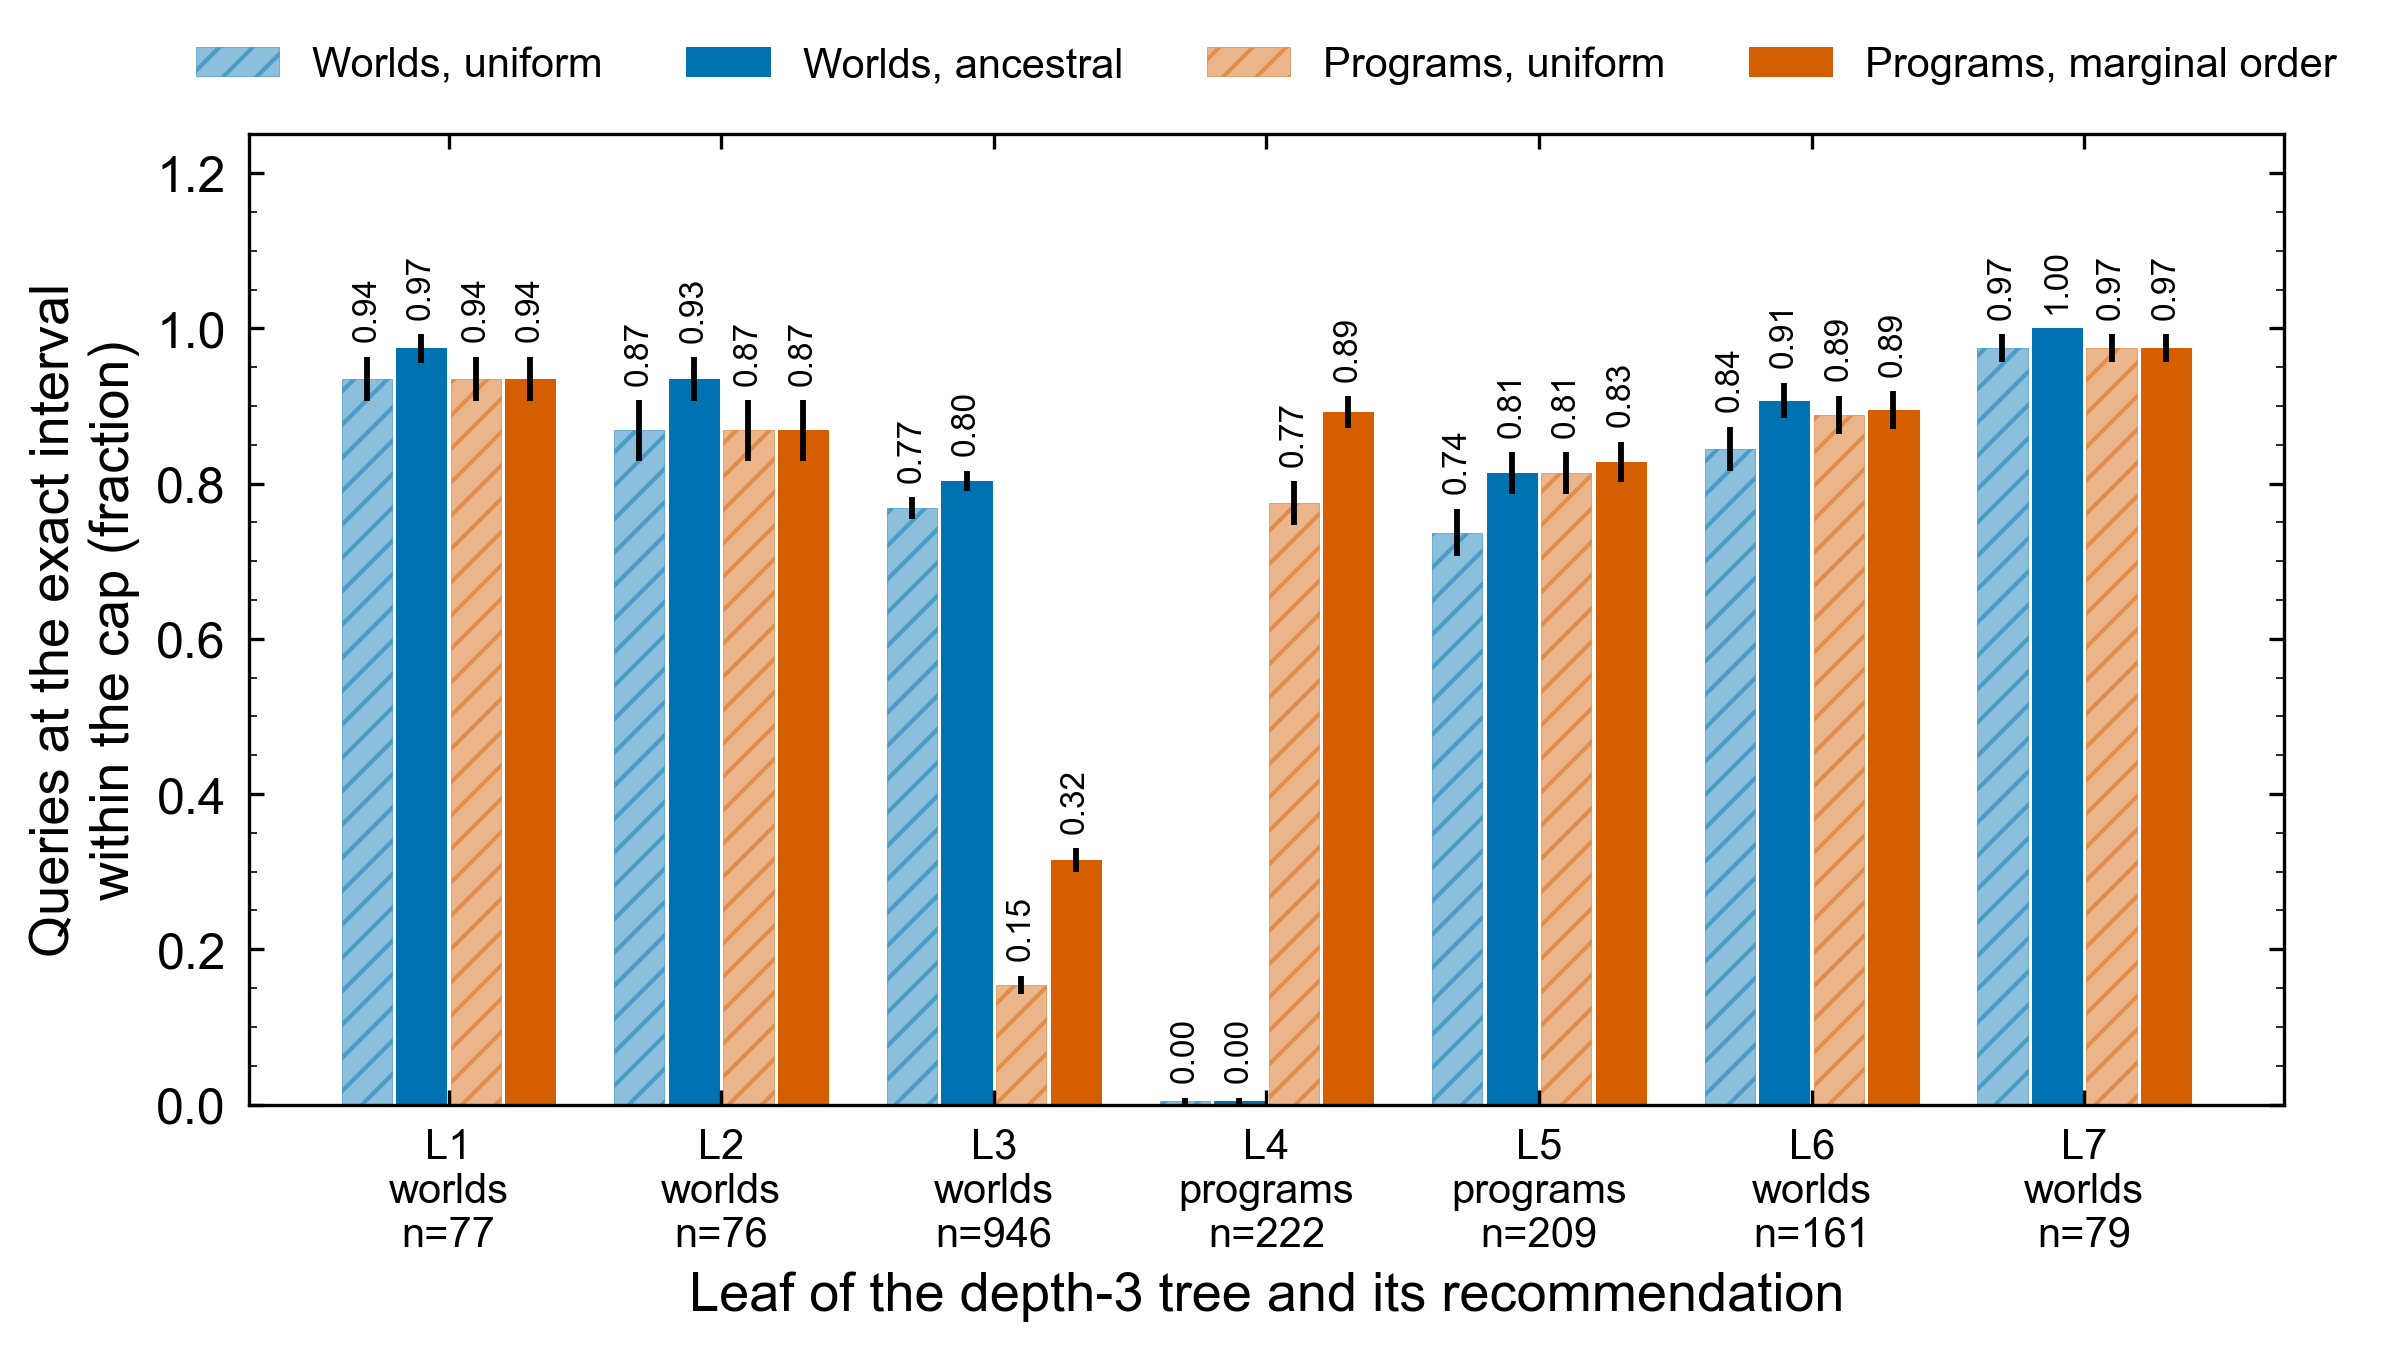 Worlds, uniform
Worlds, ancestral
Programs, uniform
Programs, marginal order
Queries at the exact interval
within the cap (fraction)
1.2
1.0
0.8
0.6
0.4
0.2
0.0
0.94
0.97
0.94
0.94
0.87
0.93
0.87
0.87
0.77
0.80
0.15
0.32
0.00
0.00
0.77
0.89
0.74
0.81
0.81
0.83
0.84
0.91
0.89
0.89
0.97
1.00
0.97
0.97
L1
worlds
n=77
L2
worlds
n=76
L3
worlds
n=946
L4
programs
n=222
L5
programs
n=209
L6
worlds
n=161
L7
worlds
n=79
Leaf of the depth-3 tree and its recommendation